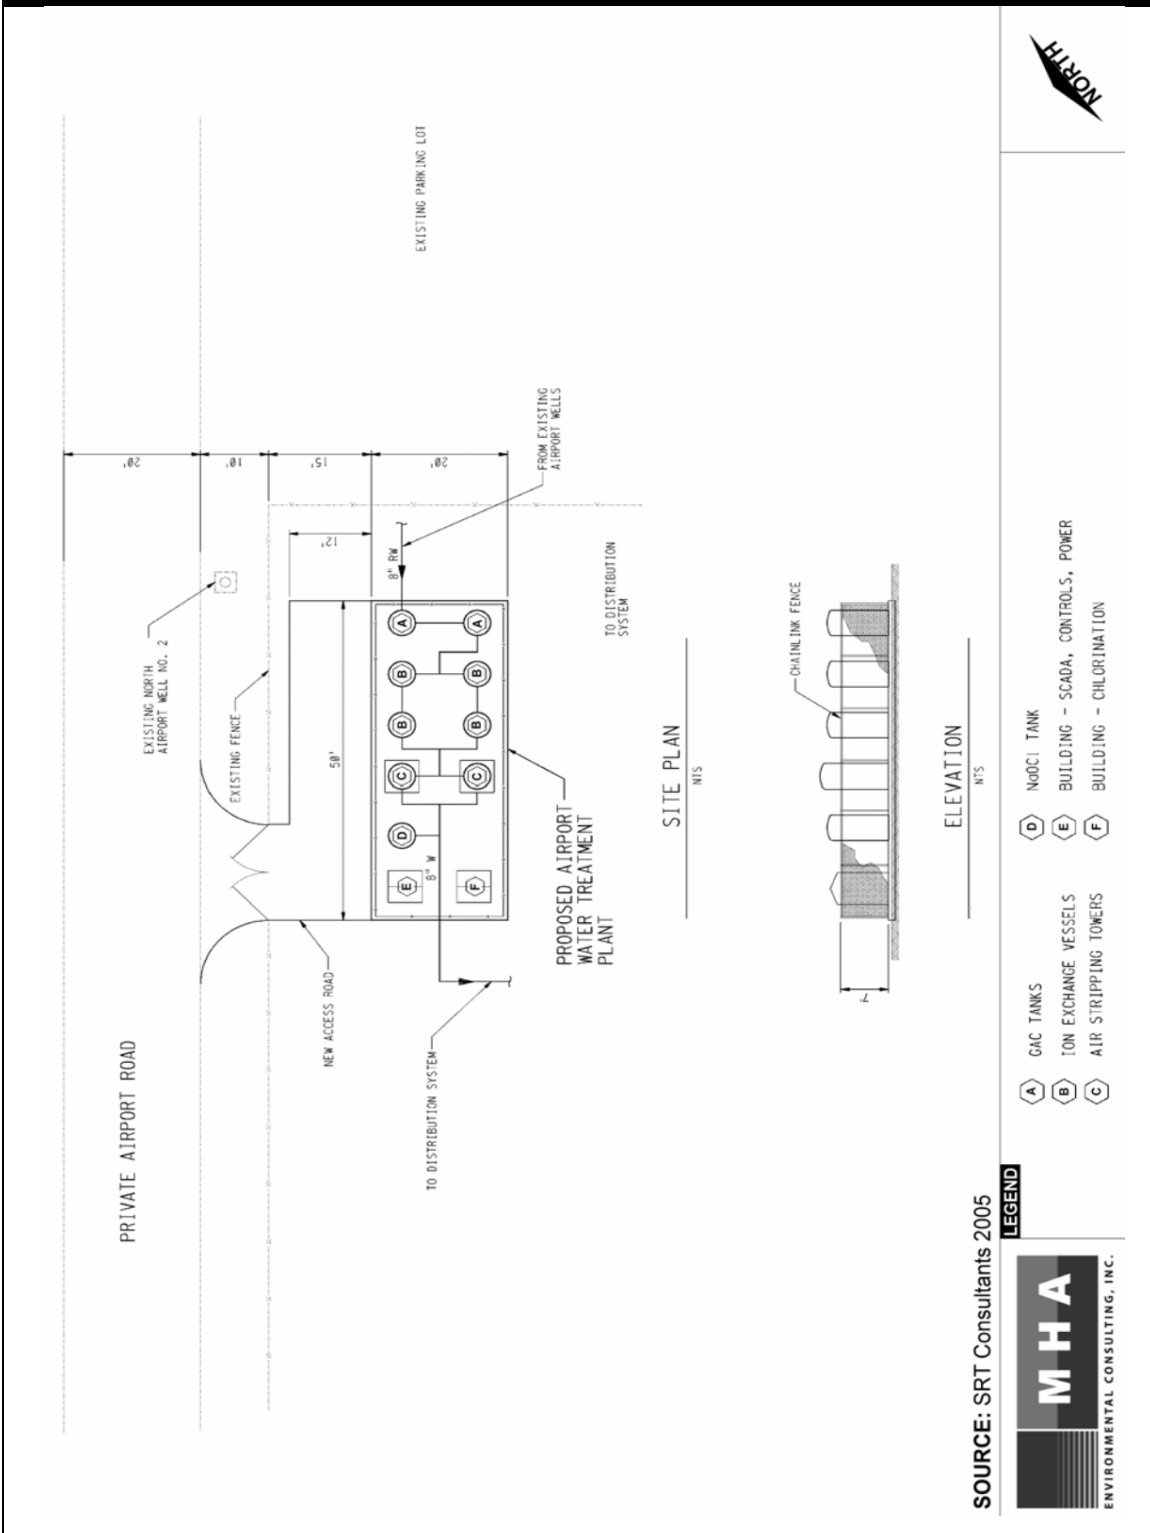 PRIVATE AIRPORT ROAD
EXISTING PARKING LOT
EXISTING NORTH
AIRPORT WELL NO. 2
EXISTING FENCE
NEW ACCESS ROAD
20'
10'
15'
20'
12'
50'
8" RW
FROM EXISTING
AIRPORT WELLS
A
A
B
B
B
B
C
C
D
E
F
8" W
TO DISTRIBUTION SYSTEM
TO DISTRIBUTION
SYSTEM
PROPOSED AIRPORT
WATER TREATMENT
PLANT
SITE PLAN
NTS
CHAINLINK FENCE
7'
ELEVATION
NTS
SOURCE: SRT Consultants 2005
LEGEND
A GAC TANKS
B ION EXCHANGE VESSELS
C AIR STRIPPING TOWERS
D NaOCl TANK
E BUILDING - SCADA, CONTROLS, POWER
F BUILDING - CHLORINATION
NORTH
MHA
ENVIRONMENTAL CONSULTING, INC.